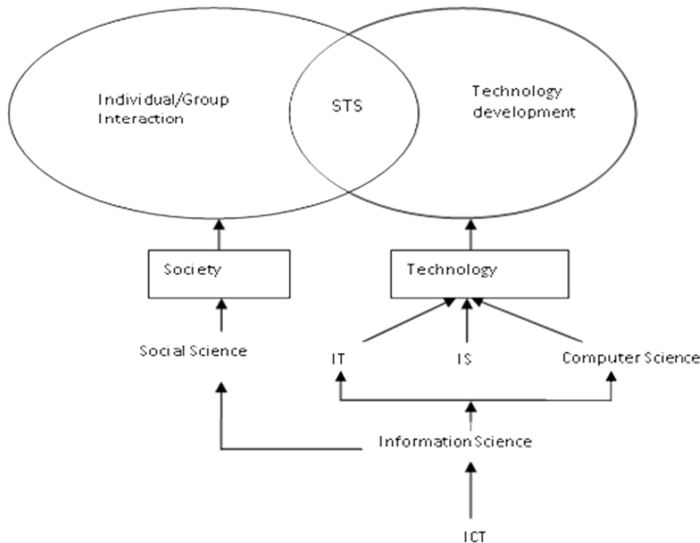 Individual/Group
Interaction
STS
Technology
development
Society
Technology
Social Science
IT
IS
Computer Science
Information Science
ICT